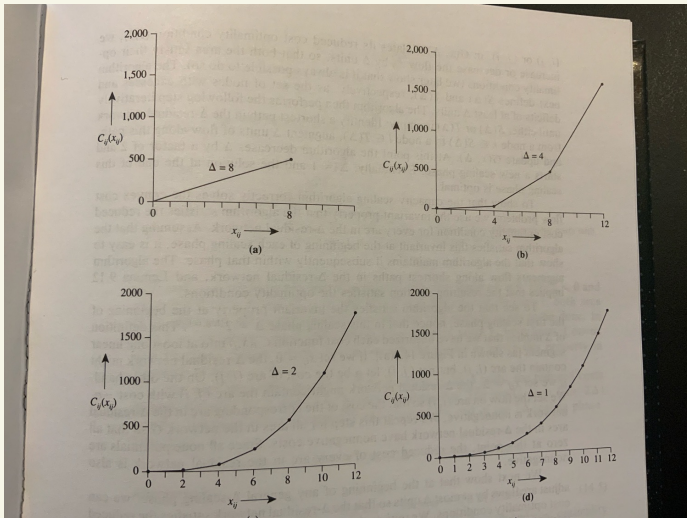 2,000
1,500
1,000
C_ij(x_ij)
500
Δ = 8
0
0
8
x_ij
(a)
2,000
1,500
1,000
C_ij(x_ij)
500
Δ = 4
0
0
4
8
12
x_ij
(b)
2000
1500
1000
C_ij(x_ij)
Δ = 2
500
0
0 2 4 6 8 10 12
x_ij
2000
1500
1000
C_ij(x_ij)
Δ = 1
500
0
0 1 2 3 4 5 6 7 8 9 10 11 12
x_ij
(d)